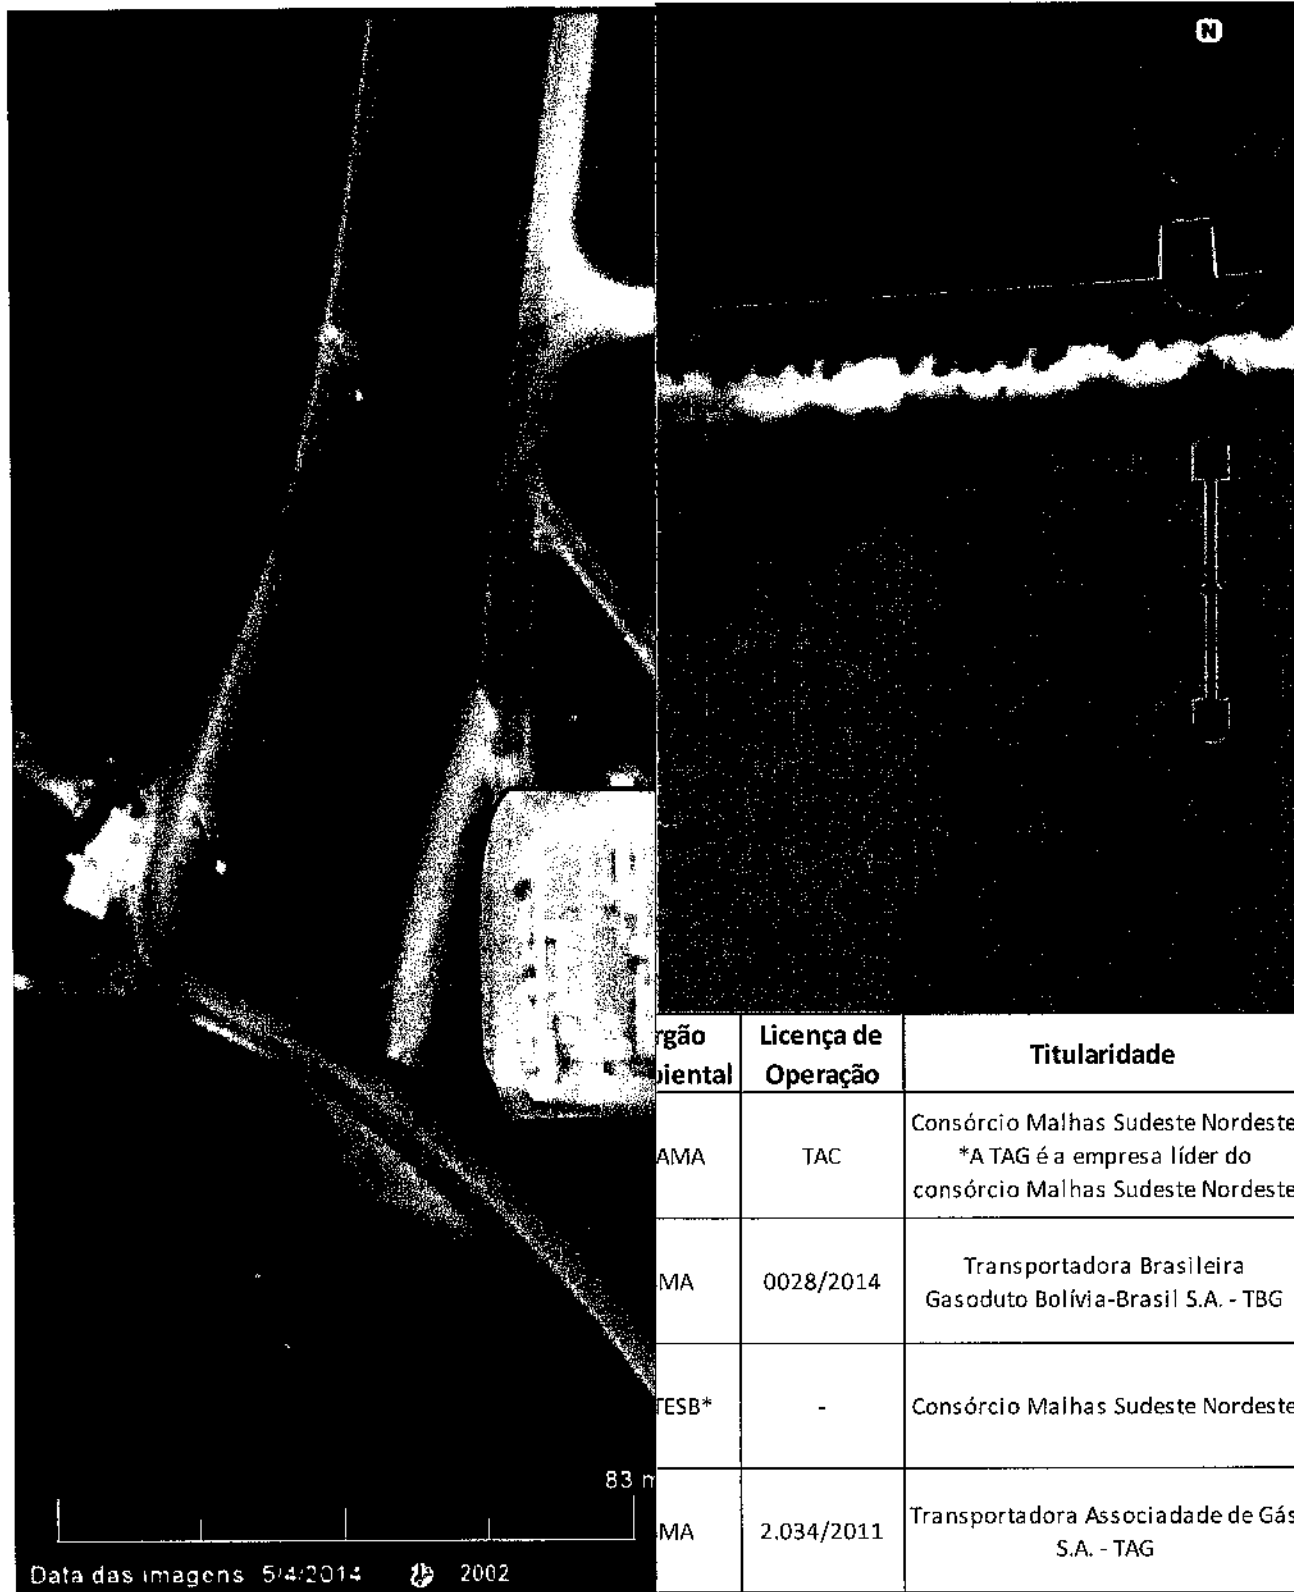 N
rgão
biental
Licença de
Operação
Titularidade
AMA
TAC
Consórcio Malhas Sudeste Nordeste
*A TAG é a empresa líder do
consórcio Malhas Sudeste Nordeste
MA
0028/2014
Transportadora Brasileira
Gasoduto Bolívia-Brasil S.A. - TBG
TESB*
-
Consórcio Malhas Sudeste Nordeste
MA
2.034/2011
Transportadora Associadade de Gás
S.A. - TAG
83 m
Data das imagens 5/4/2014 2002